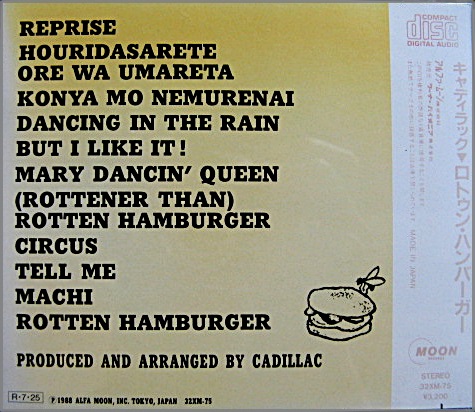 REPRISE
HOURIDASARETE
ORE WA UMARETA
KONYA MO NEMURENAI
DANCING IN THE RAIN
BUT I LIKE IT!
MARY DANCIN' QUEEN
(ROTTENER THAN)
ROTTEN HAMBURGER
CIRCUS
TELL ME
MACHI
ROTTEN HAMBURGER
PRODUCED AND ARRANGED BY CADILLAC
R-7·25
℗ 1988 ALFA MOON, INC. TOKYO, JAPAN 32XM-75
COMPACT
disc
DIGITAL AUDIO
キャディラック▼ロトゥン・ハンバーガー
MADE IN JAPAN
MOON
STEREO
32XM-75
¥3,200